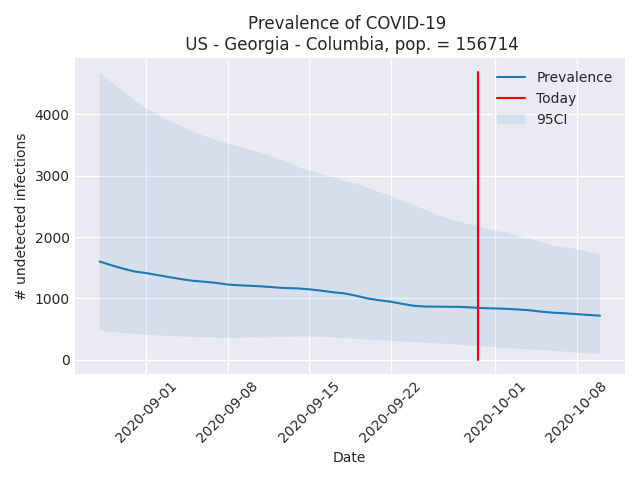 Prevalence of COVID-19
US - Georgia - Columbia, pop. = 156714
Prevalence
Today
95CI
# undetected infections
4000
3000
2000
1000
0
2020-09-01
2020-09-08
2020-09-15
2020-09-22
2020-10-01
2020-10-08
Date